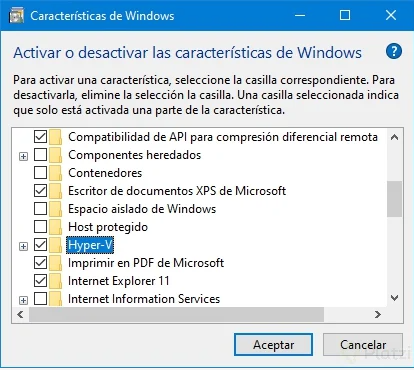 Características de Windows
Activar o desactivar las características de Windows
Para activar una característica, seleccione la casilla correspondiente. Para
desactivarla, elimine la selección la casilla. Una casilla seleccionada indica
que solo está activada una parte de la característica.
Compatibilidad de API para compresión diferencial remota
Componentes heredados
Contenedores
Escritor de documentos XPS de Microsoft
Espacio aislado de Windows
Host protegido
Hyper-V
Imprimir en PDF de Microsoft
Internet Explorer 11
Internet Information Services
Aceptar
Cancelar
Platzi